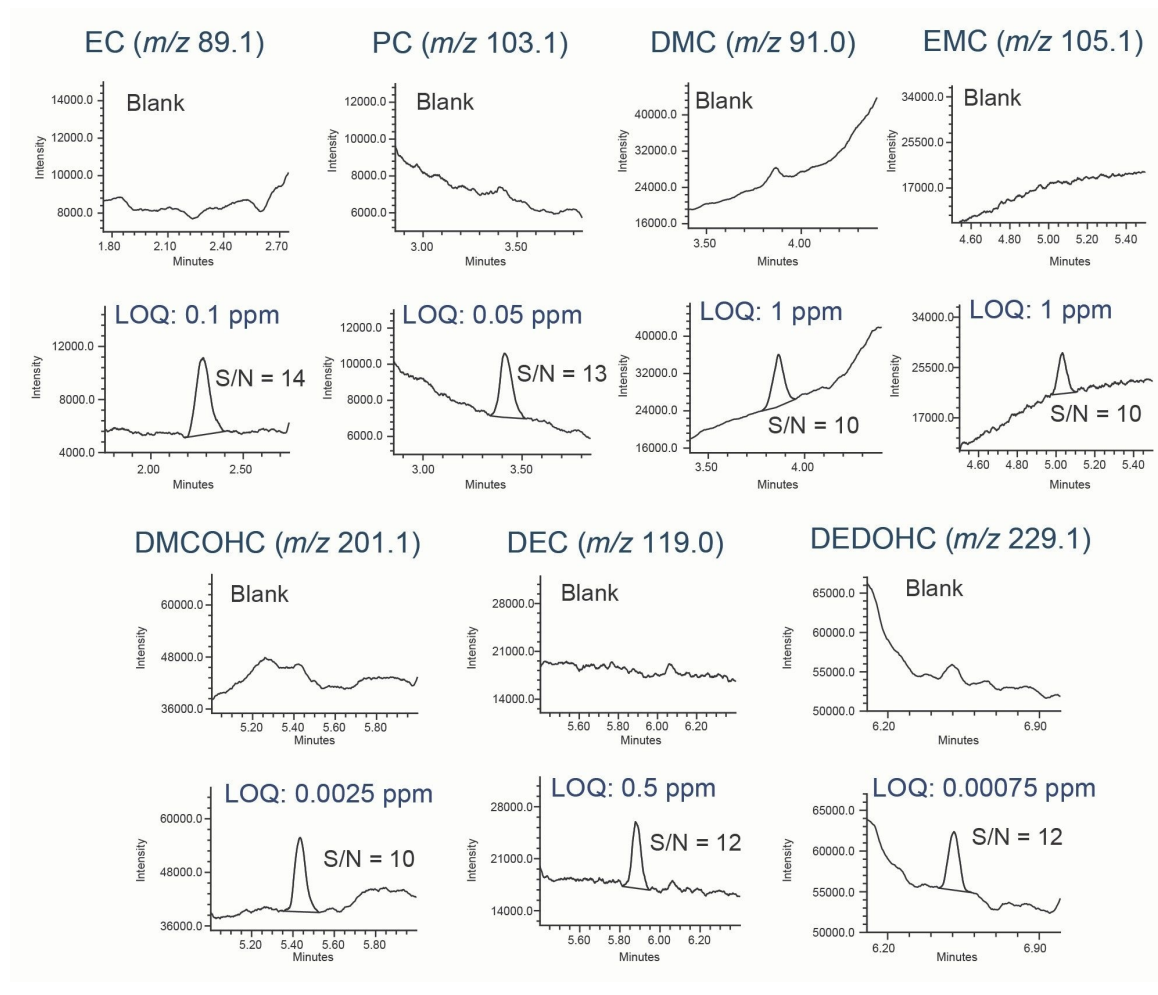 EC (m/z 89.1)
PC (m/z 103.1)
DMC (m/z 91.0)
EMC (m/z 105.1)
14000.0
12000.0
10000.0
8000.0
Intensity
Blank
1.80 2.10 2.40 2.70
Minutes
12000.0
10000.0
8000.0
6000.0
Intensity
Blank
3.00 3.50
Minutes
40000.0
32000.0
24000.0
16000.0
Intensity
Blank
3.50 4.00
Minutes
34000.0
25500.0
17000.0
Intensity
Blank
4.60 4.80 5.00 5.20 5.40
Minutes
LOQ: 0.1 ppm
S/N = 14
12000.0
8000.0
4000.0
Intensity
2.00 2.50
Minutes
LOQ: 0.05 ppm
S/N = 13
12000.0
10000.0
8000.0
6000.0
Intensity
3.00 3.50
Minutes
LOQ: 1 ppm
S/N = 10
40000.0
32000.0
24000.0
16000.0
Intensity
3.50 4.00
Minutes
LOQ: 1 ppm
S/N = 10
34000.0
25500.0
17000.0
Intensity
4.60 4.80 5.00 5.20 5.40
Minutes
DMCOHC (m/z 201.1)
DEC (m/z 119.0)
DEDOHC (m/z 229.1)
Blank
60000.0
48000.0
36000.0
Intensity
5.20 5.40 5.60 5.80
Minutes
Blank
28000.0
21000.0
14000.0
Intensity
5.60 5.80 6.00 6.20
Minutes
Blank
65000.0
60000.0
55000.0
50000.0
Intensity
6.20 6.90
Minutes
LOQ: 0.0025 ppm
S/N = 10
60000.0
48000.0
36000.0
Intensity
5.20 5.40 5.60 5.80
Minutes
LOQ: 0.5 ppm
S/N = 12
28000.0
21000.0
14000.0
Intensity
5.60 5.80 6.00 6.20
Minutes
LOQ: 0.00075 ppm
S/N = 12
65000.0
60000.0
55000.0
50000.0
Intensity
6.20 6.90
Minutes